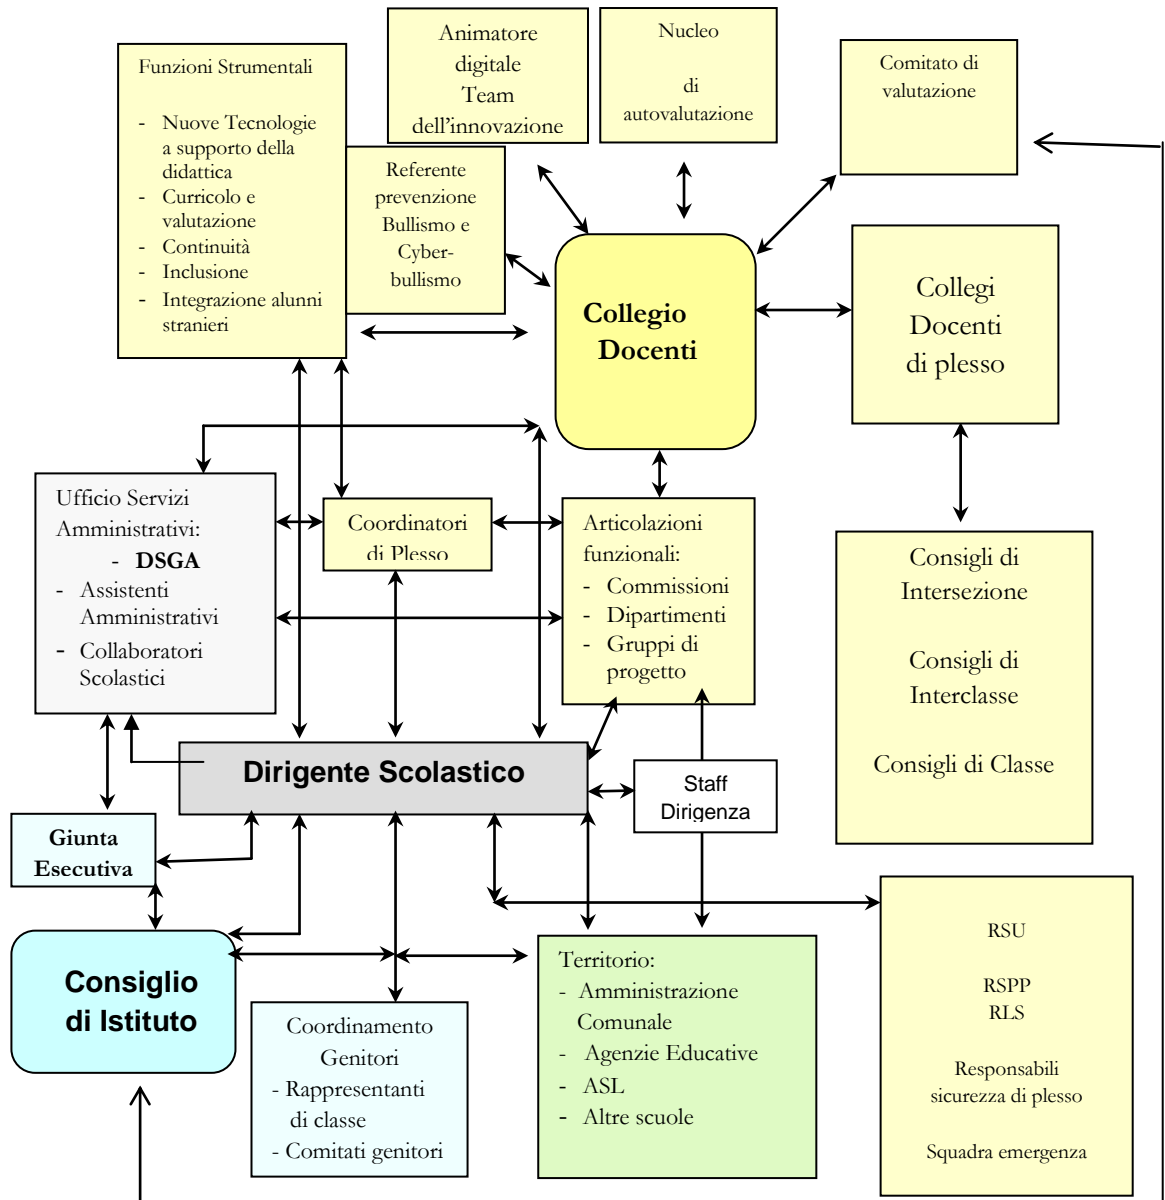 Funzioni Strumentali
- Nuove Tecnologie
a supporto della
didattica
- Curricolo e
valutazione
- Continuità
- Inclusione
- Integrazione alunni
stranieri
Animatore
digitale
Team
dell'innovazione
Nucleo
di
autovalutazione
Comitato di
valutazione
Referente
prevenzione
Bullismo e
Cyber-
bullismo
Collegio
Docenti
Collegi
Docenti
di plesso
Ufficio Servizi
Amministrativi:
- DSGA
- Assistenti
Amministrativi
- Collaboratori
Scolastici
Coordinatori
di Plesso
Articolazioni
funzionali:
- Commissioni
- Dipartimenti
- Gruppi di
progetto
Consigli di
Intersezione
Consigli di
Interclasse
Consigli di Classe
Dirigente Scolastico
Staff
Dirigenza
Giunta
Esecutiva
Consiglio
di Istituto
Coordinamento
Genitori
- Rappresentanti
di classe
- Comitati genitori
Territorio:
- Amministrazione
Comunale
- Agenzie Educative
- ASL
- Altre scuole
RSU
RSPP
RLS
Responsabili
sicurezza di plesso
Squadra emergenza